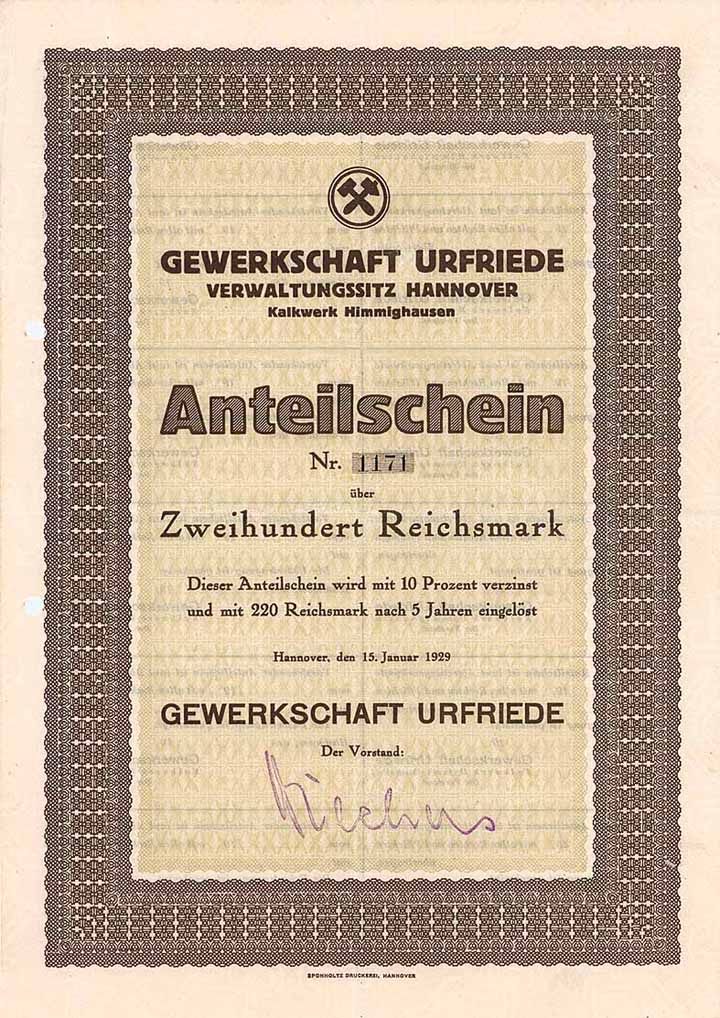 GEWERKSCHAFT URFRIEDE
VERWALTUNGSSITZ HANNOVER
Kalkwerk Himmighausen
Anteilschein
Nr. 1171
über
Zweihundert Reichsmark
Dieser Anteilschein wird mit 10 Prozent verzinst
und mit 220 Reichsmark nach 5 Jahren eingelöst
Hannover, den 15. Januar 1929
GEWERKSCHAFT URFRIEDE
Der Vorstand:
SPONHOLTZ DRUCKEREI, HANNOVER